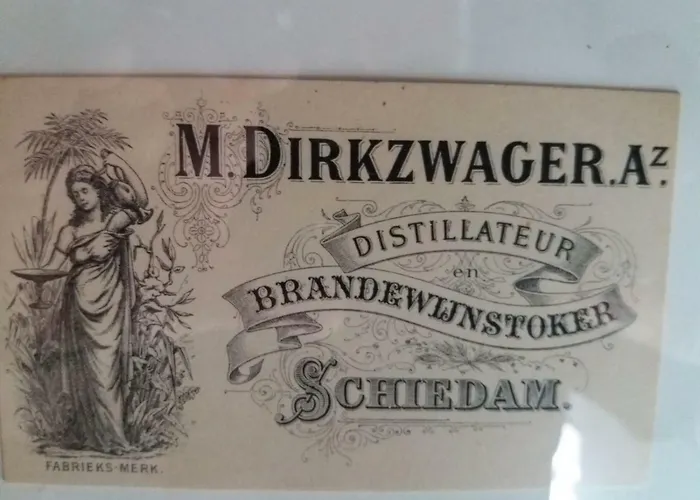 M. DIRKZWAGER. Az.
DISTILLATEUR
en
BRANDEWIJNSTOKER
SCHIEDAM.
FABRIEKS-MERK.